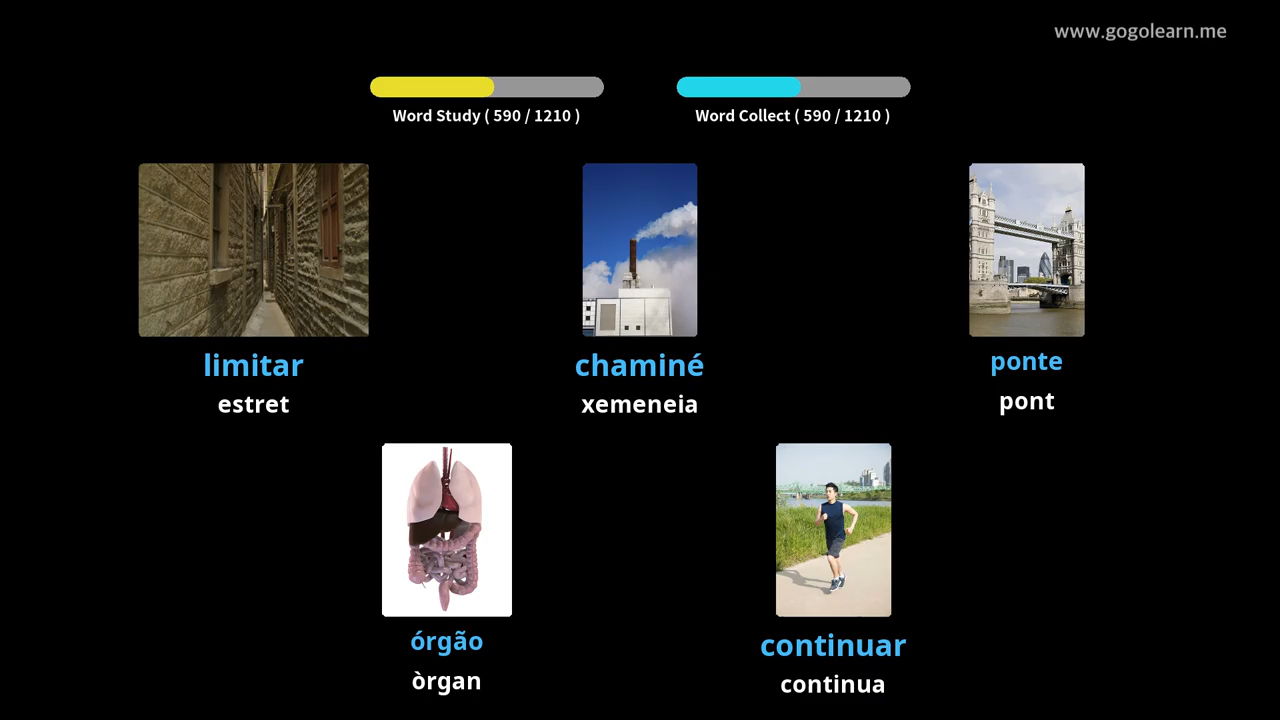 www.gogolearn.me
Word Study ( 590 / 1210 )
Word Collect ( 590 / 1210 )
limitar
estret
chaminé
xemeneia
ponte
pont
órgão
òrgan
continuar
continua